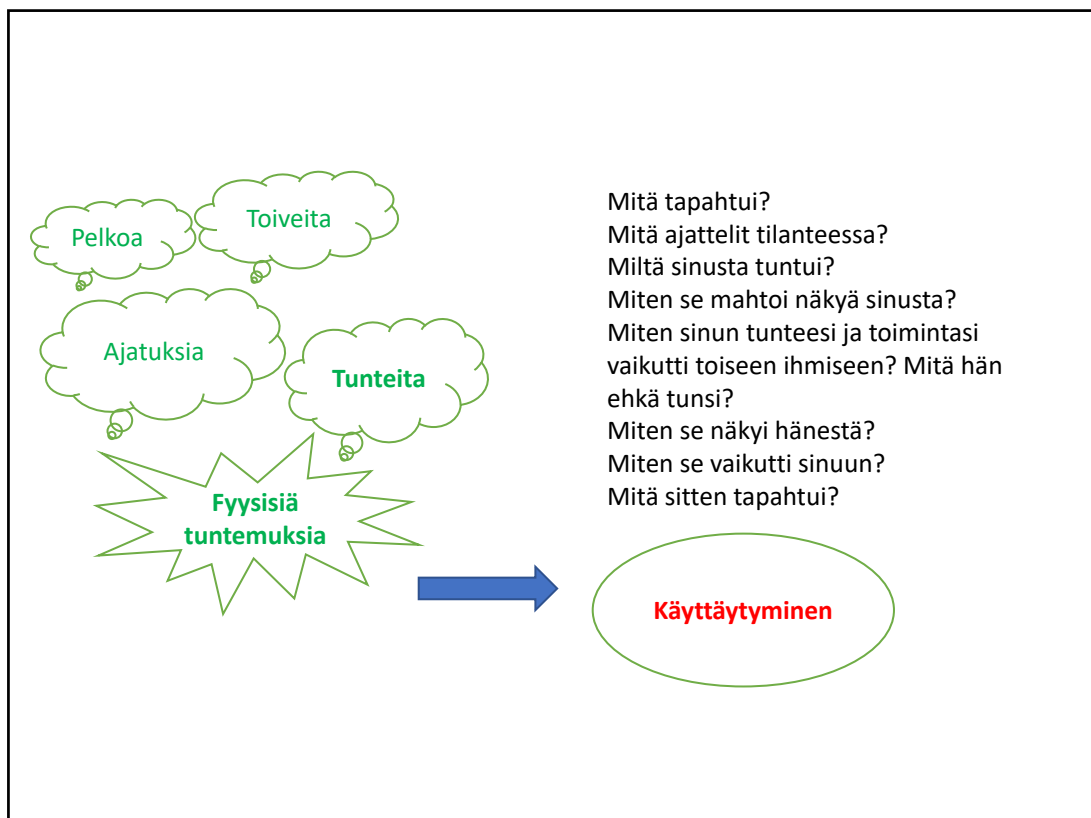 Pelkoa
Toiveita
Ajatuksia
Tunteita
Fyysisiä
tuntemuksia
Mitä tapahtui?
Mitä ajattelit tilanteessa?
Miltä sinusta tuntui?
Miten se mahtoi näkyä sinusta?
Miten sinun tunteesi ja toimintasi
vaikutti toiseen ihmiseen? Mitä hän
ehkä tunsi?
Miten se näkyi hänestä?
Miten se vaikutti sinuun?
Mitä sitten tapahtui?
Käyttäytyminen